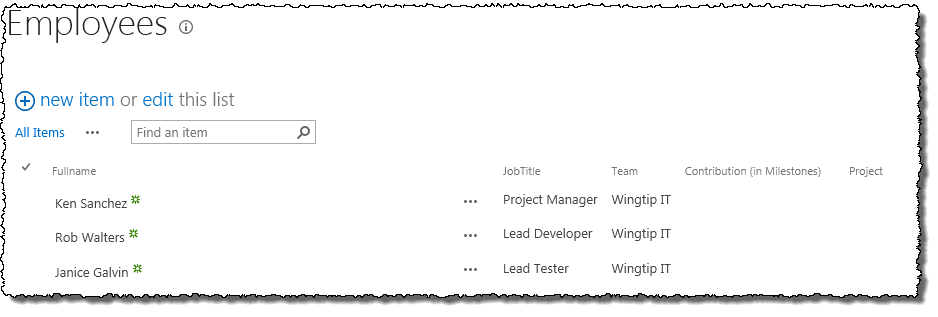 Employees
new item or edit this list
All Items ••• Find an item
Fullname JobTitle Team Contribution (in Milestones) Project
Ken Sanchez ••• Project Manager Wingtip IT
Rob Walters ••• Lead Developer Wingtip IT
Janice Galvin ••• Lead Tester Wingtip IT